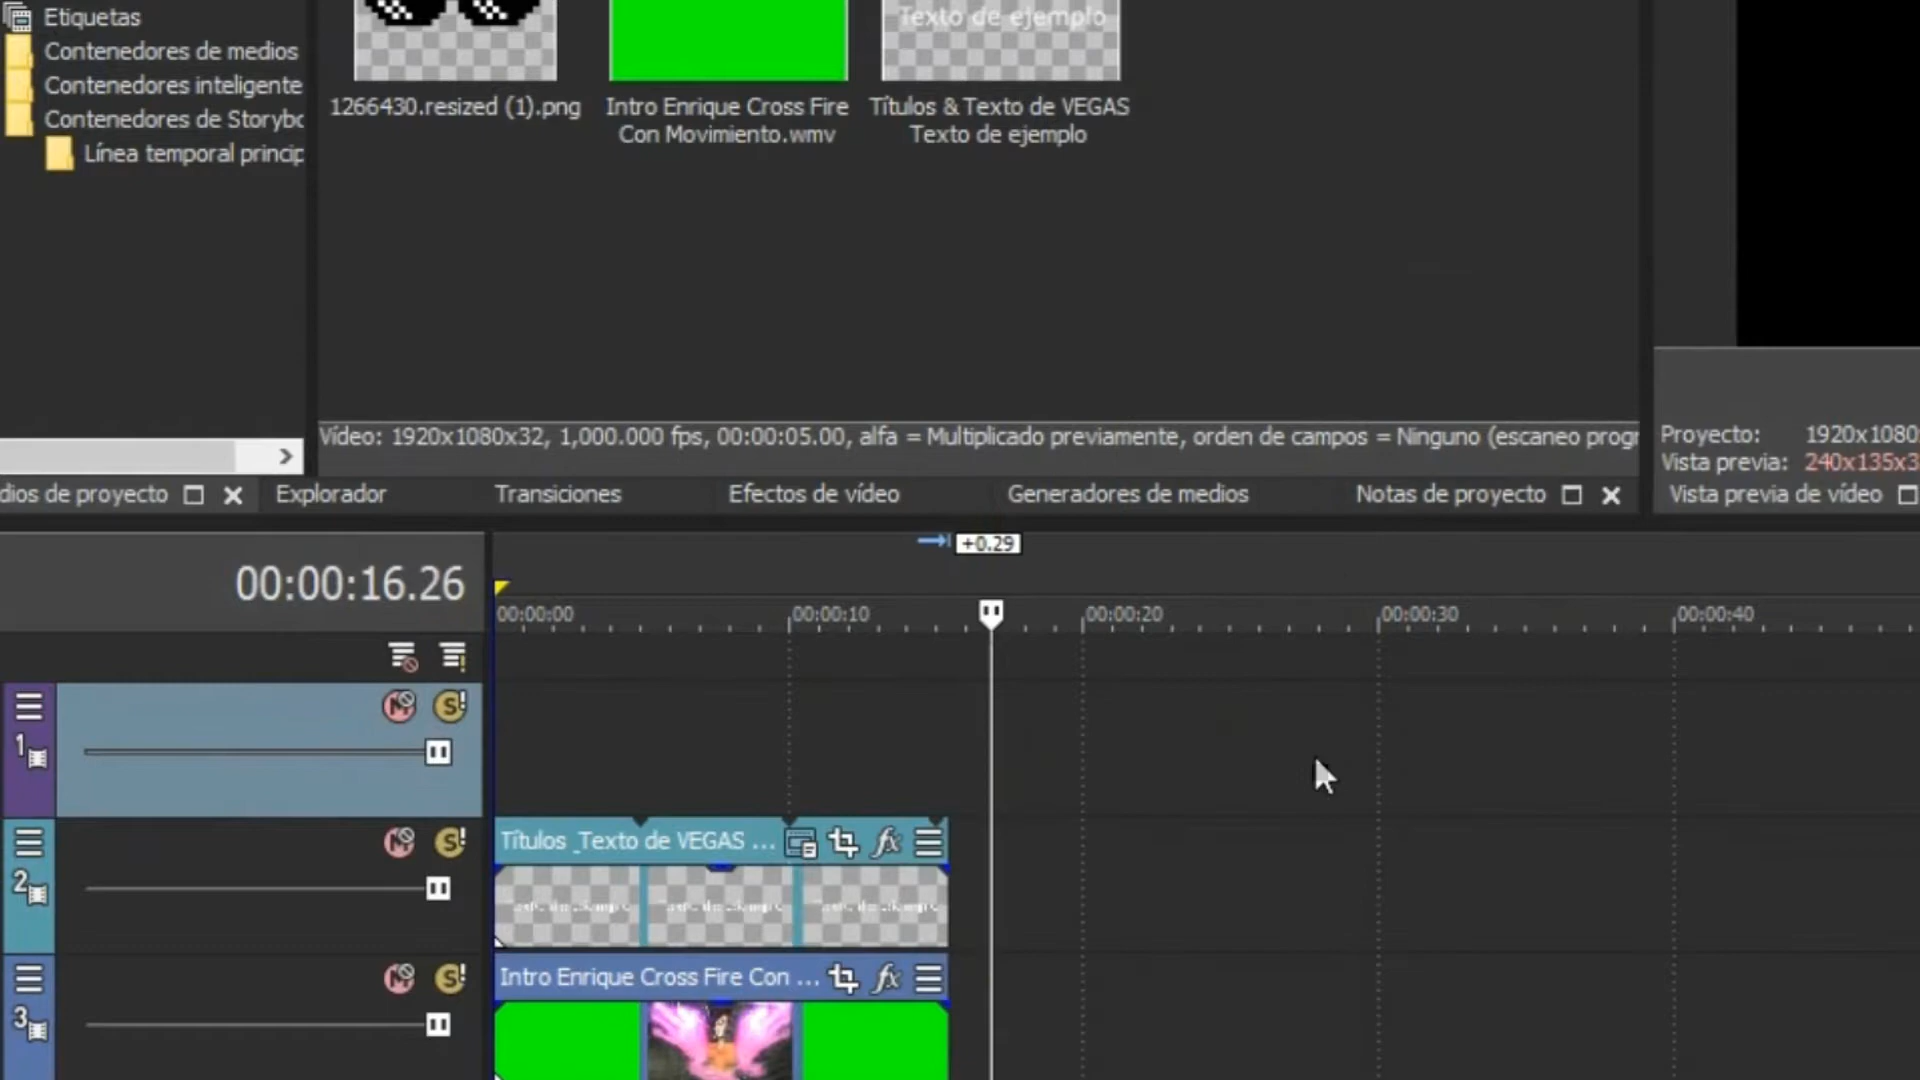 Etiquetas
Contenedores de medios
Contenedores inteligente
Contenedores de Storybo
Línea temporal princip
Texto de ejemplo
1266430.resized (1).png
Intro Enrique Cross Fire
Con Movimiento.wmv
Títulos & Texto de VEGAS
Texto de ejemplo
Vídeo: 1920x1080x32, 1,000.000 fps, 00:00:05.00, alfa = Multiplicado previamente, orden de campos = Ninguno (escaneo progr
Proyecto: 1920x1080
Vista previa: 240x135x3
dios de proyecto
Explorador
Transiciones
Efectos de vídeo
Generadores de medios
Notas de proyecto
Vista previa de vídeo
+0.29
00:00:16.26
00:00:00
00:00:10
00:00:20
00:00:30
00:00:40
M S
1
Títulos _Texto de VEGAS ... fx
M S
2
Intro Enrique Cross Fire Con ... fx
M S
3